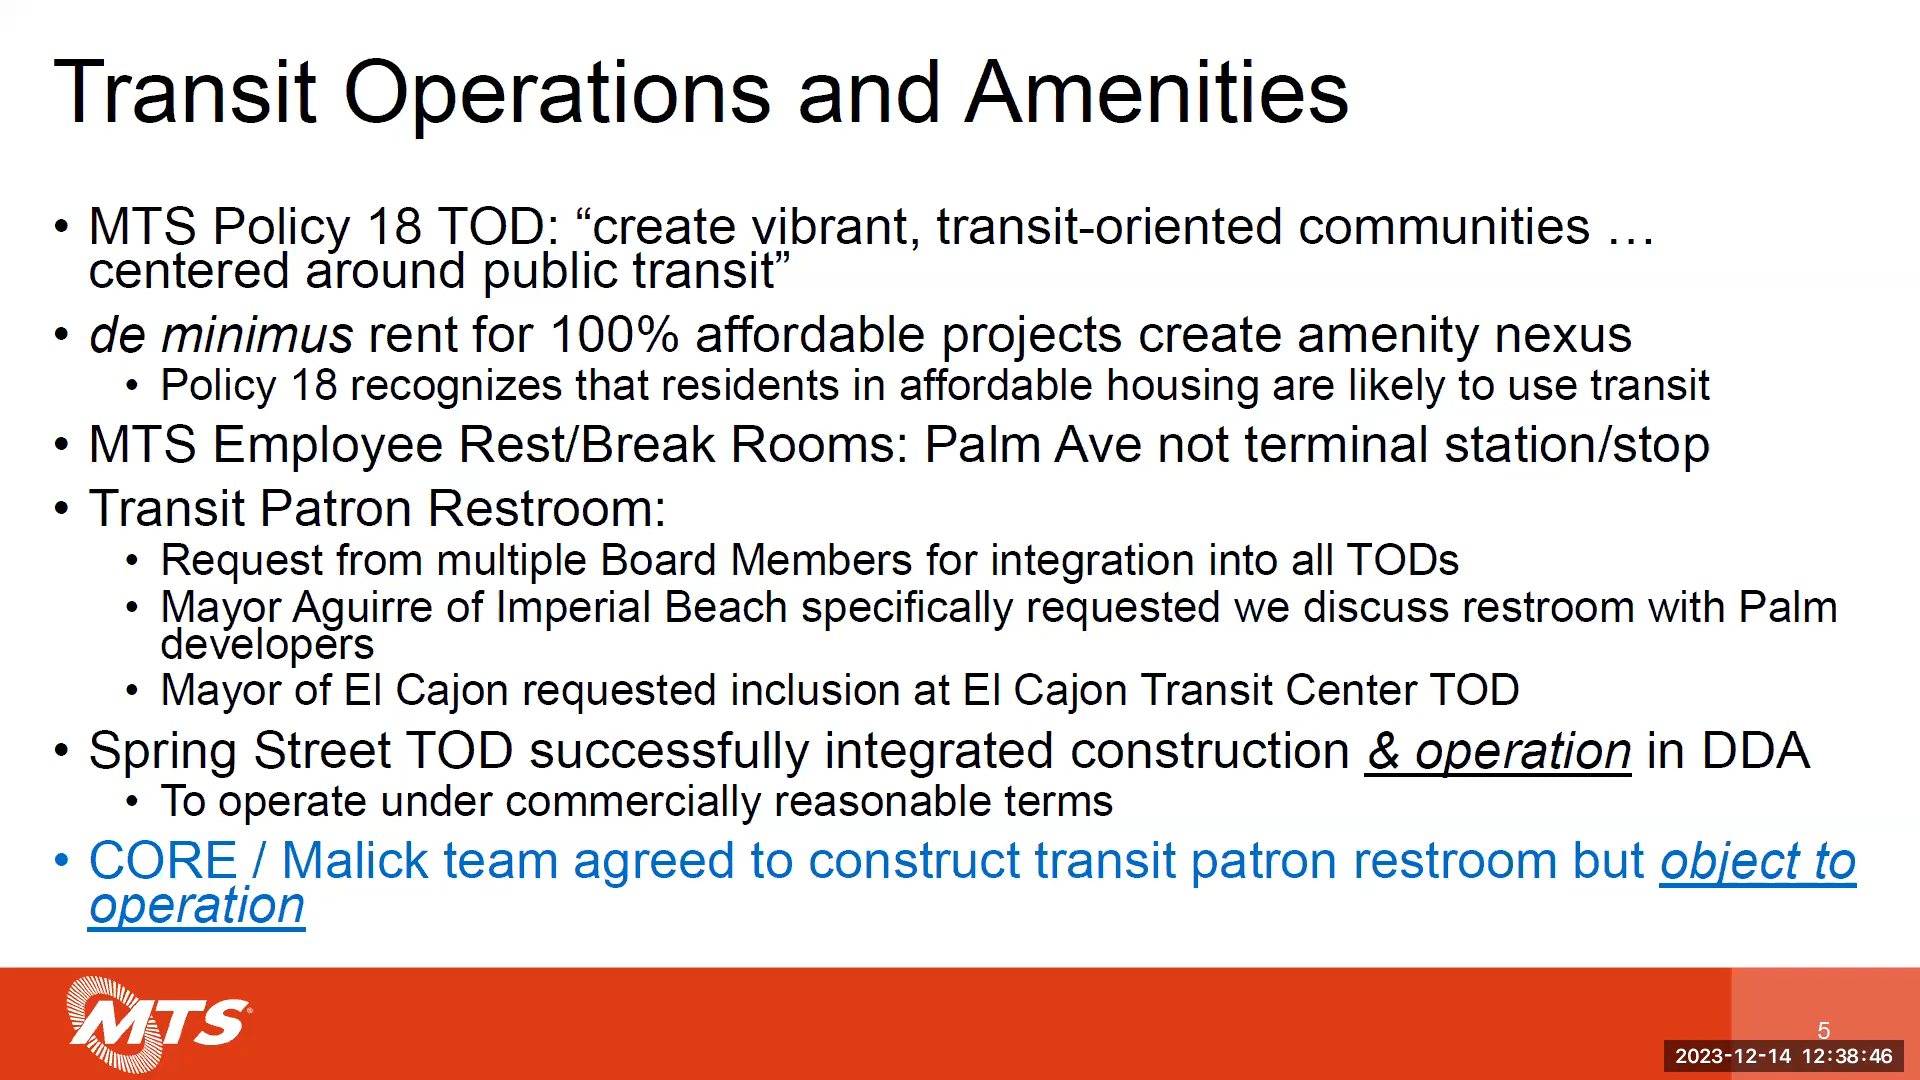 Transit Operations and Amenities
• MTS Policy 18 TOD: “create vibrant, transit-oriented communities …
centered around public transit”
• de minimus rent for 100% affordable projects create amenity nexus
• Policy 18 recognizes that residents in affordable housing are likely to use transit
• MTS Employee Rest/Break Rooms: Palm Ave not terminal station/stop
• Transit Patron Restroom:
• Request from multiple Board Members for integration into all TODs
• Mayor Aguirre of Imperial Beach specifically requested we discuss restroom with Palm
developers
• Mayor of El Cajon requested inclusion at El Cajon Transit Center TOD
• Spring Street TOD successfully integrated construction & operation in DDA
• To operate under commercially reasonable terms
• CORE / Malick team agreed to construct transit patron restroom but object to
operation
MTS®
5
2023-12-14 12:38:46